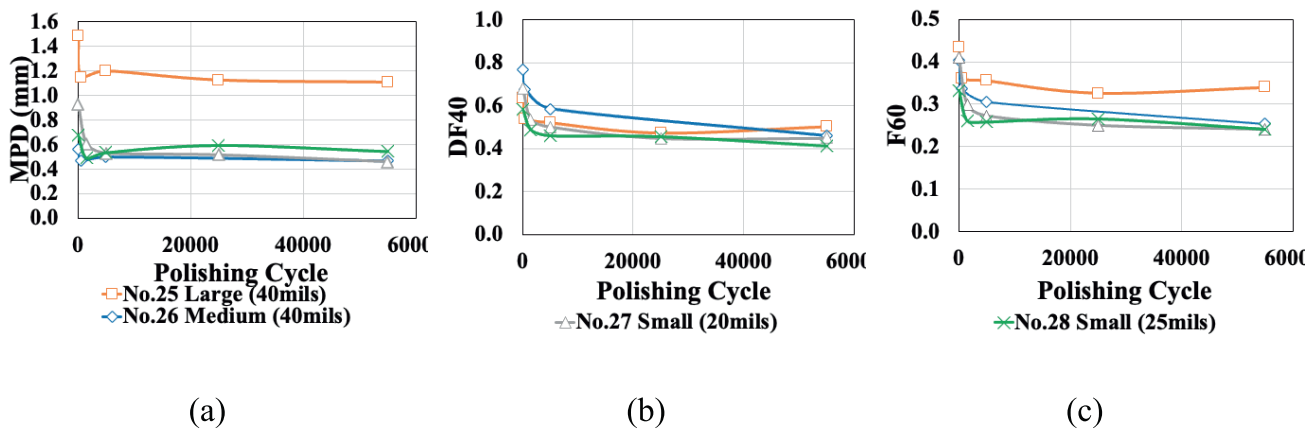 1.6
1.4
1.2
1.0
0.8
0.6
0.4
0.2
0.0
MPD (mm)
0 20000 40000 6000
Polishing Cycle
No.25 Large (40mils)
No.26 Medium (40mils)
1.0
0.8
0.6
0.4
0.2
0.0
DF40
0 20000 40000 6000
Polishing Cycle
No.27 Small (20mils)
0.5
0.4
0.3
0.2
0.1
0.0
F60
0 20000 40000 6000
Polishing Cycle
No.28 Small (25mils)
(a) (b) (c)